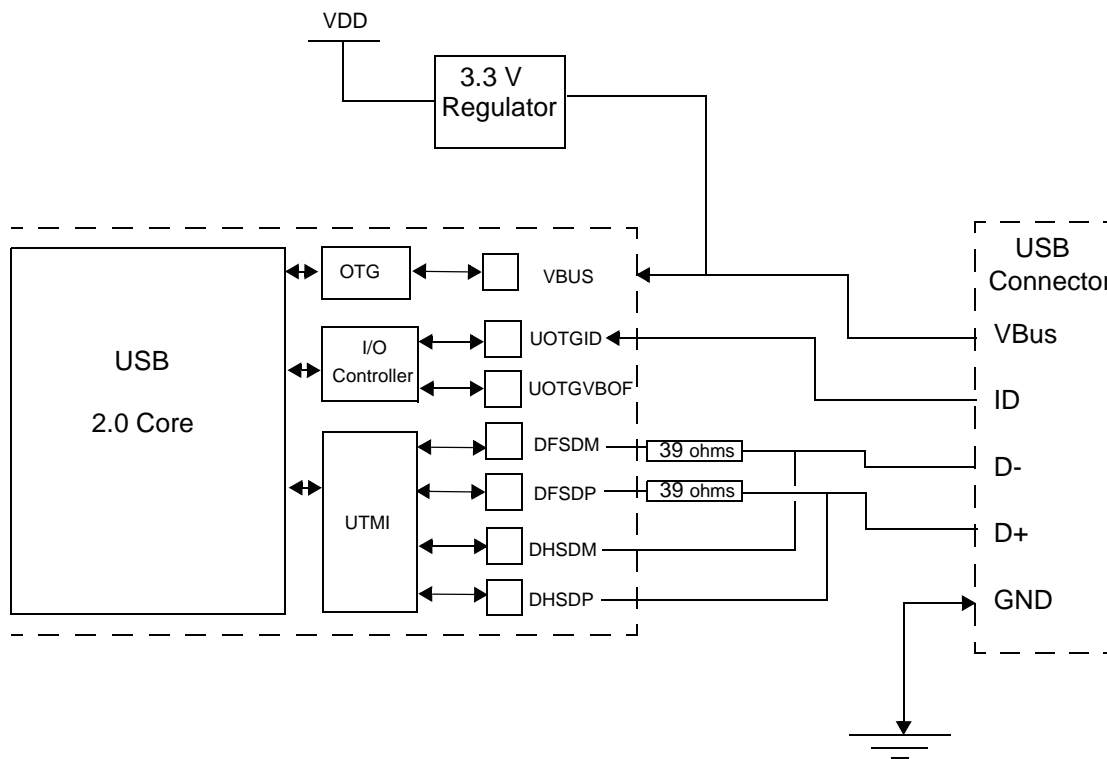 VDD
3.3 V
Regulator
USB
Connector
OTG
VBUS
I/O
Controller
UOTGID
UOTGVBOF
VBus
ID
USB
2.0 Core
DFSDM
39 ohms
D-
DFSDP
39 ohms
UTMI
DHSDM
D+
DHSDP
GND